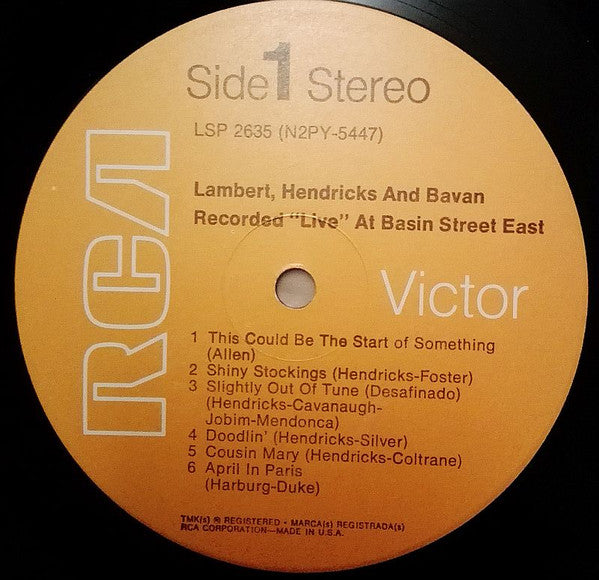 Side 1 Stereo
LSP 2635 (N2PY-5447)
Lambert, Hendricks And Bavan
Recorded "Live" At Basin Street East
RCA
Victor
1 This Could Be The Start of Something
(Allen)
2 Shiny Stockings (Hendricks-Foster)
3 Slightly Out Of Tune (Desafinado)
(Hendricks-Cavanaugh-
Jobim-Mendonca)
4 Doodlin' (Hendricks-Silver)
5 Cousin Mary (Hendricks-Coltrane)
6 April In Paris
(Harburg-Duke)
TMK(s) ® REGISTERED • MARCA(s) REGISTRADA(s)
RCA CORPORATION—MADE IN U.S.A.